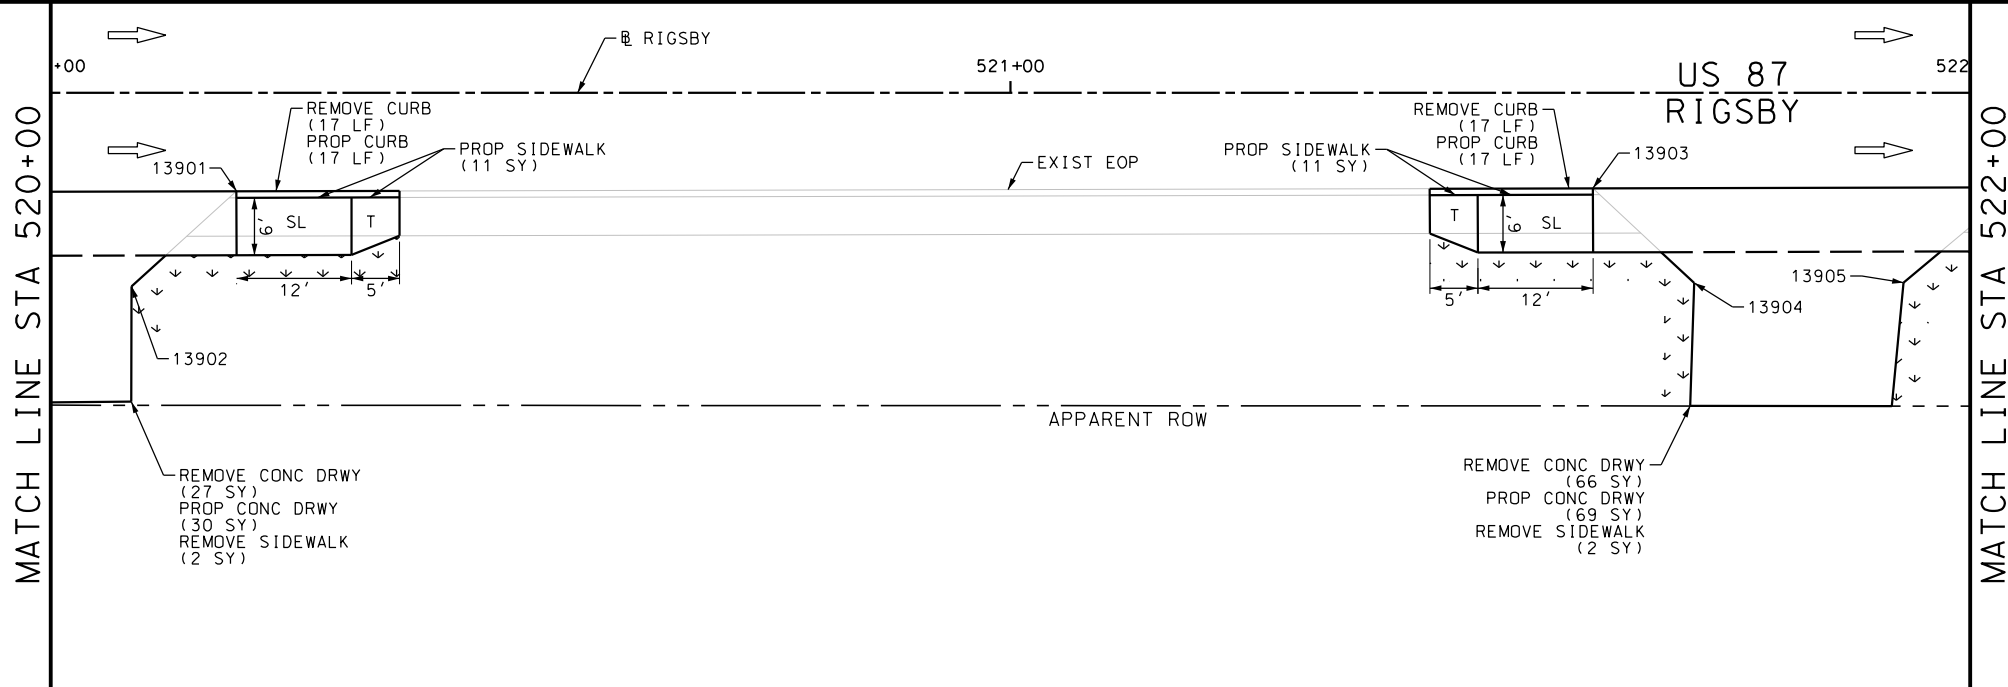 MATCH LINE STA 520+00
+00
B RIGSBY
521+00
US 87
RIGSBY
522
MATCH LINE STA 522+00
REMOVE CURB
(17 LF)
PROP CURB
(17 LF)
PROP SIDEWALK
(11 SY)
13901
EXIST EOP
PROP SIDEWALK
(11 SY)
REMOVE CURB
(17 LF)
PROP CURB
(17 LF)
13903
6'
SL
T
T
6'
SL
12'
5'
5'
12'
13902
13904
13905
APPARENT ROW
REMOVE CONC DRWY
(27 SY)
PROP CONC DRWY
(30 SY)
REMOVE SIDEWALK
(2 SY)
REMOVE CONC DRWY
(66 SY)
PROP CONC DRWY
(69 SY)
REMOVE SIDEWALK
(2 SY)